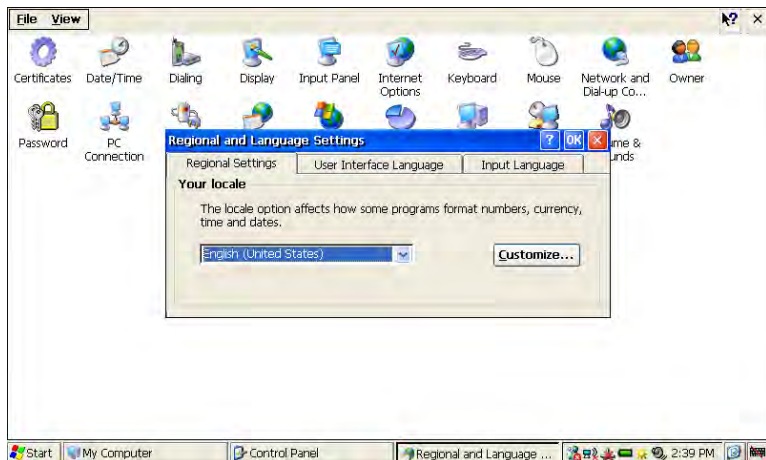 File View
Certificates Date/Time Dialing Display Input Panel Internet Options Keyboard Mouse Network and Dial-up Co... Owner
Password PC Connection
Regional and Language Settings ? OK
Regional Settings User Interface Language Input Language
Your locale
The locale option affects how some programs format numbers, currency,
time and dates.
English (United States)
Customize...
Start My Computer Control Panel Regional and Language ... 2:39 PM